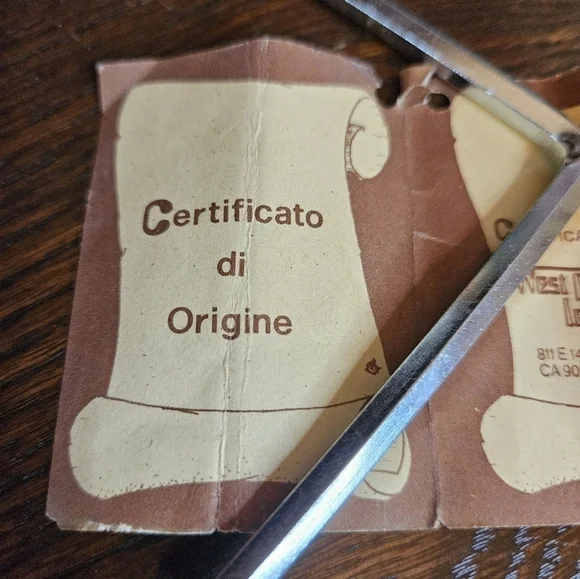 Certificato
di
Origine
West
811 E 14
CA 90